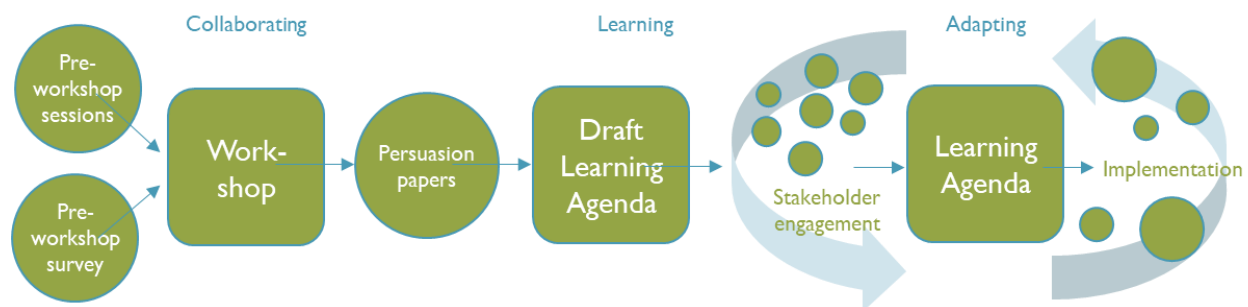 Collaborating
Learning
Adapting
Pre-
workshop
sessions
Pre-
workshop
survey
Work-
shop
Persuasion
papers
Draft
Learning
Agenda
Stakeholder
engagement
Learning
Agenda
Implementation